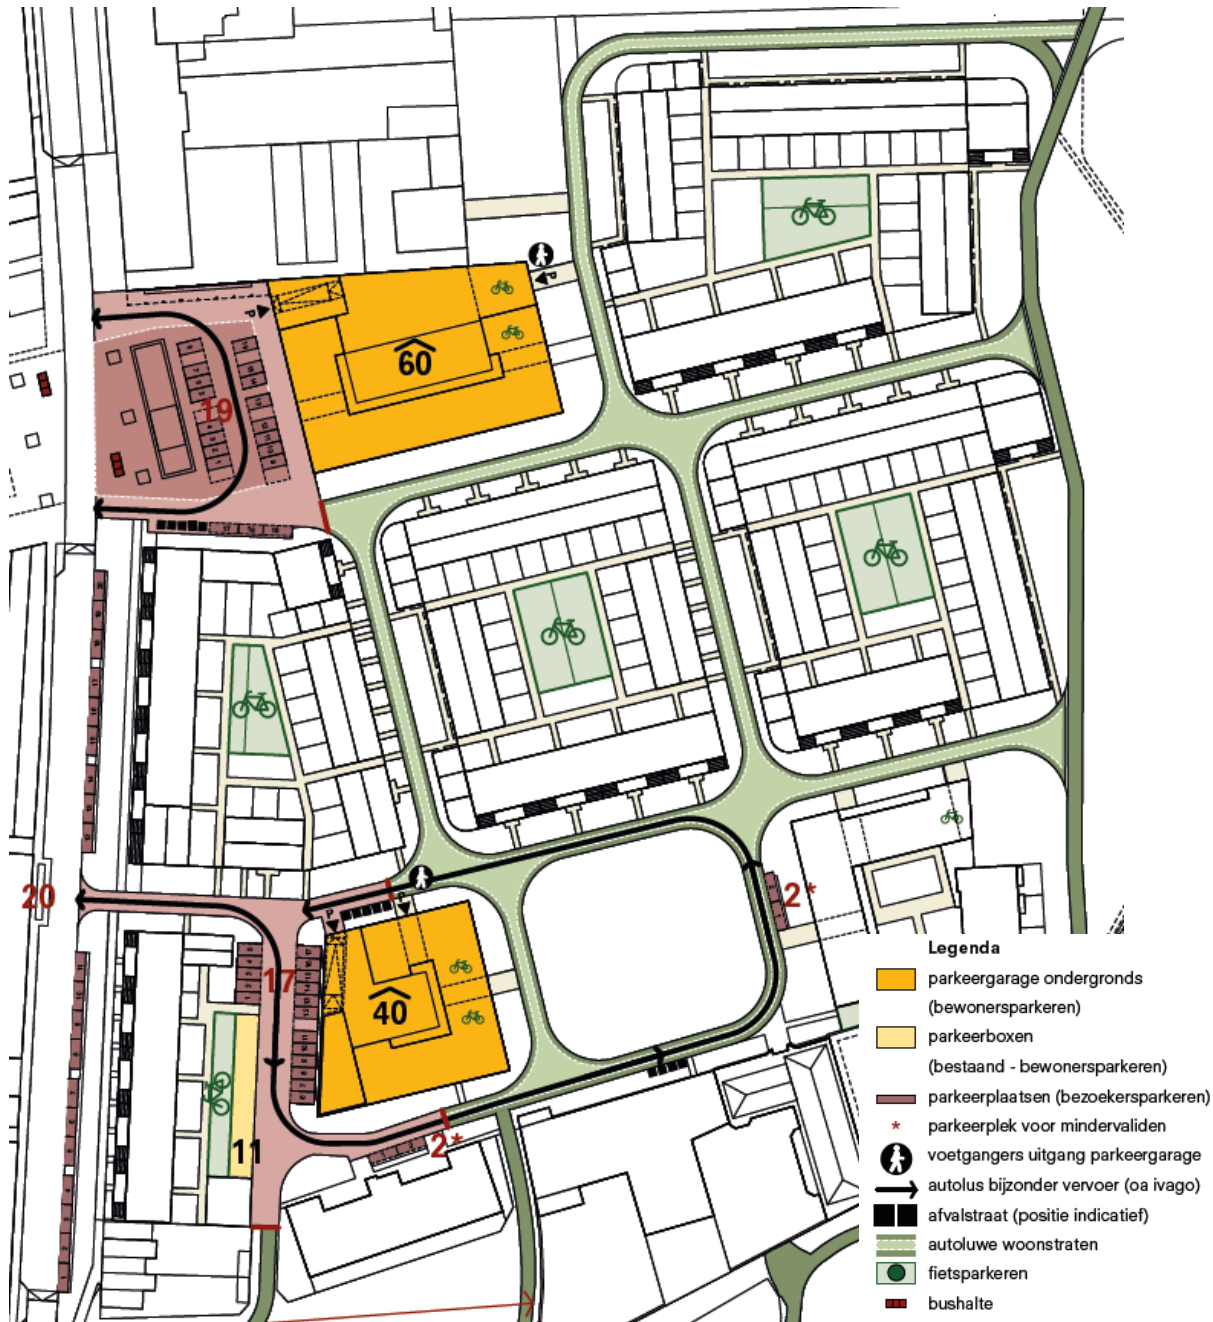 P
60
19
P
20
P
P
2*
17
40
11
2*
Legenda
parkeergarage ondergronds
(bewonersparkeren)
parkeerboxen
(bestaand - bewonersparkeren)
parkeerplaatsen (bezoekersparkeren)
* parkeerplek voor mindervaliden
voetgangers uitgang parkeergarage
autolus bijzonder vervoer (oa ivago)
afvalstraat (positie indicatief)
autoluwe woonstraten
fietsparkeren
bushalte